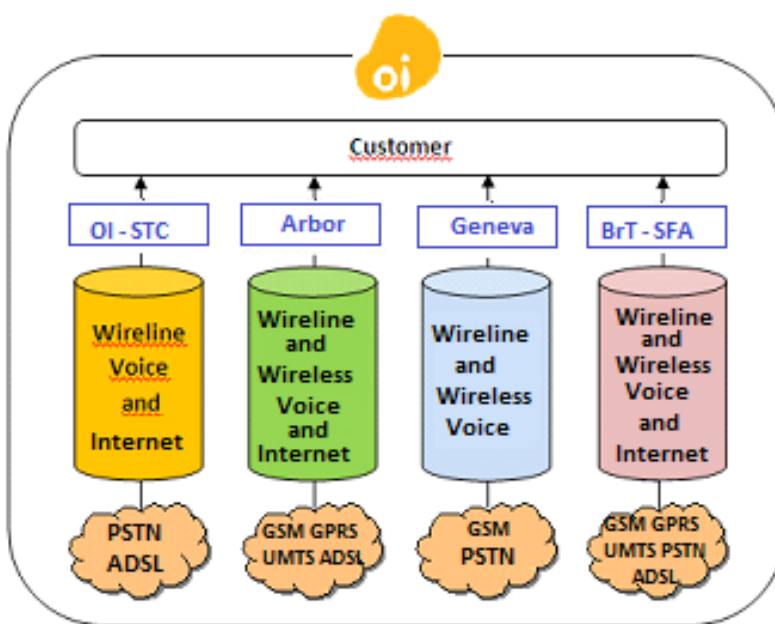 oi
Customer
OI - STC
Arbor
Geneva
BrT - SFA
Wireline
Voice
and
Internet
Wireline
and
Wireless
Voice
and
Internet
Wireline
and
Wireless
Voice
Wireline
and
Wireless
Voice
and
Internet
PSTN
ADSL
GSM GPRS
UMTS ADSL
GSM
PSTN
GSM GPRS
UMTS PSTN
ADSL